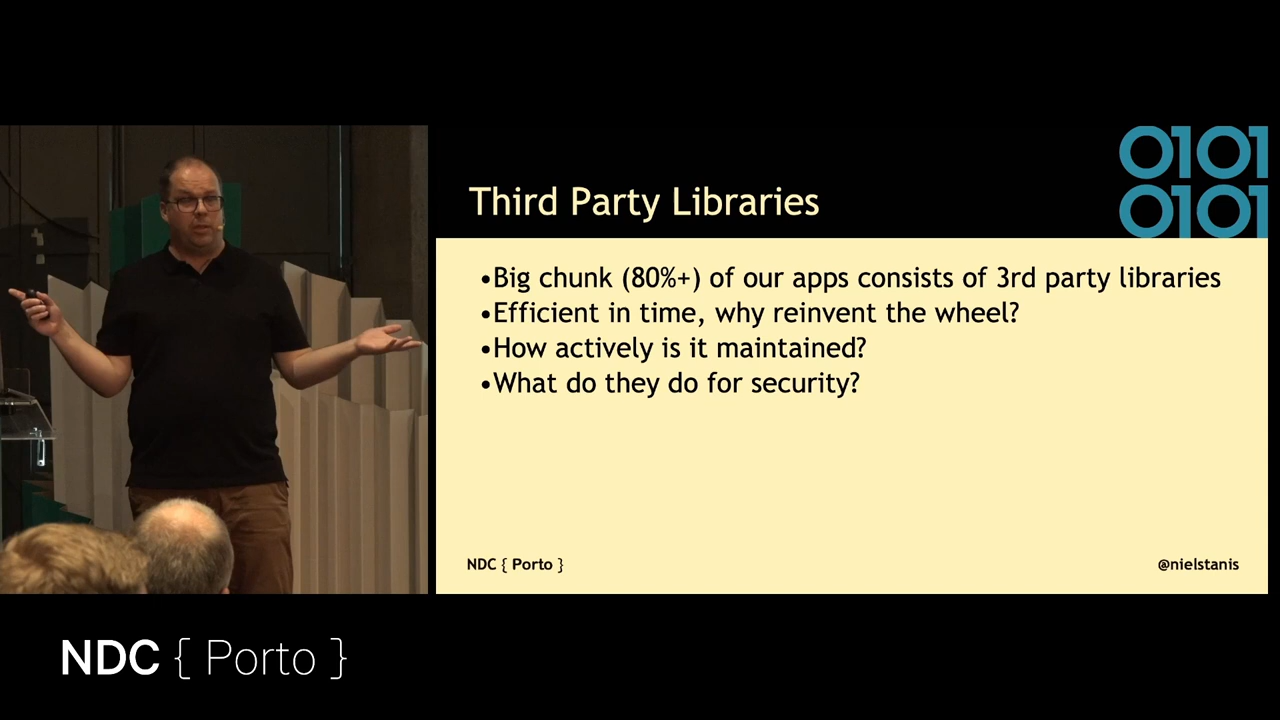 0101
0101
Third Party Libraries
•Big chunk (80%+) of our apps consists of 3rd party libraries
•Efficient in time, why reinvent the wheel?
•How actively is it maintained?
•What do they do for security?
NDC { Porto }
@nielstanis
NDC { Porto }